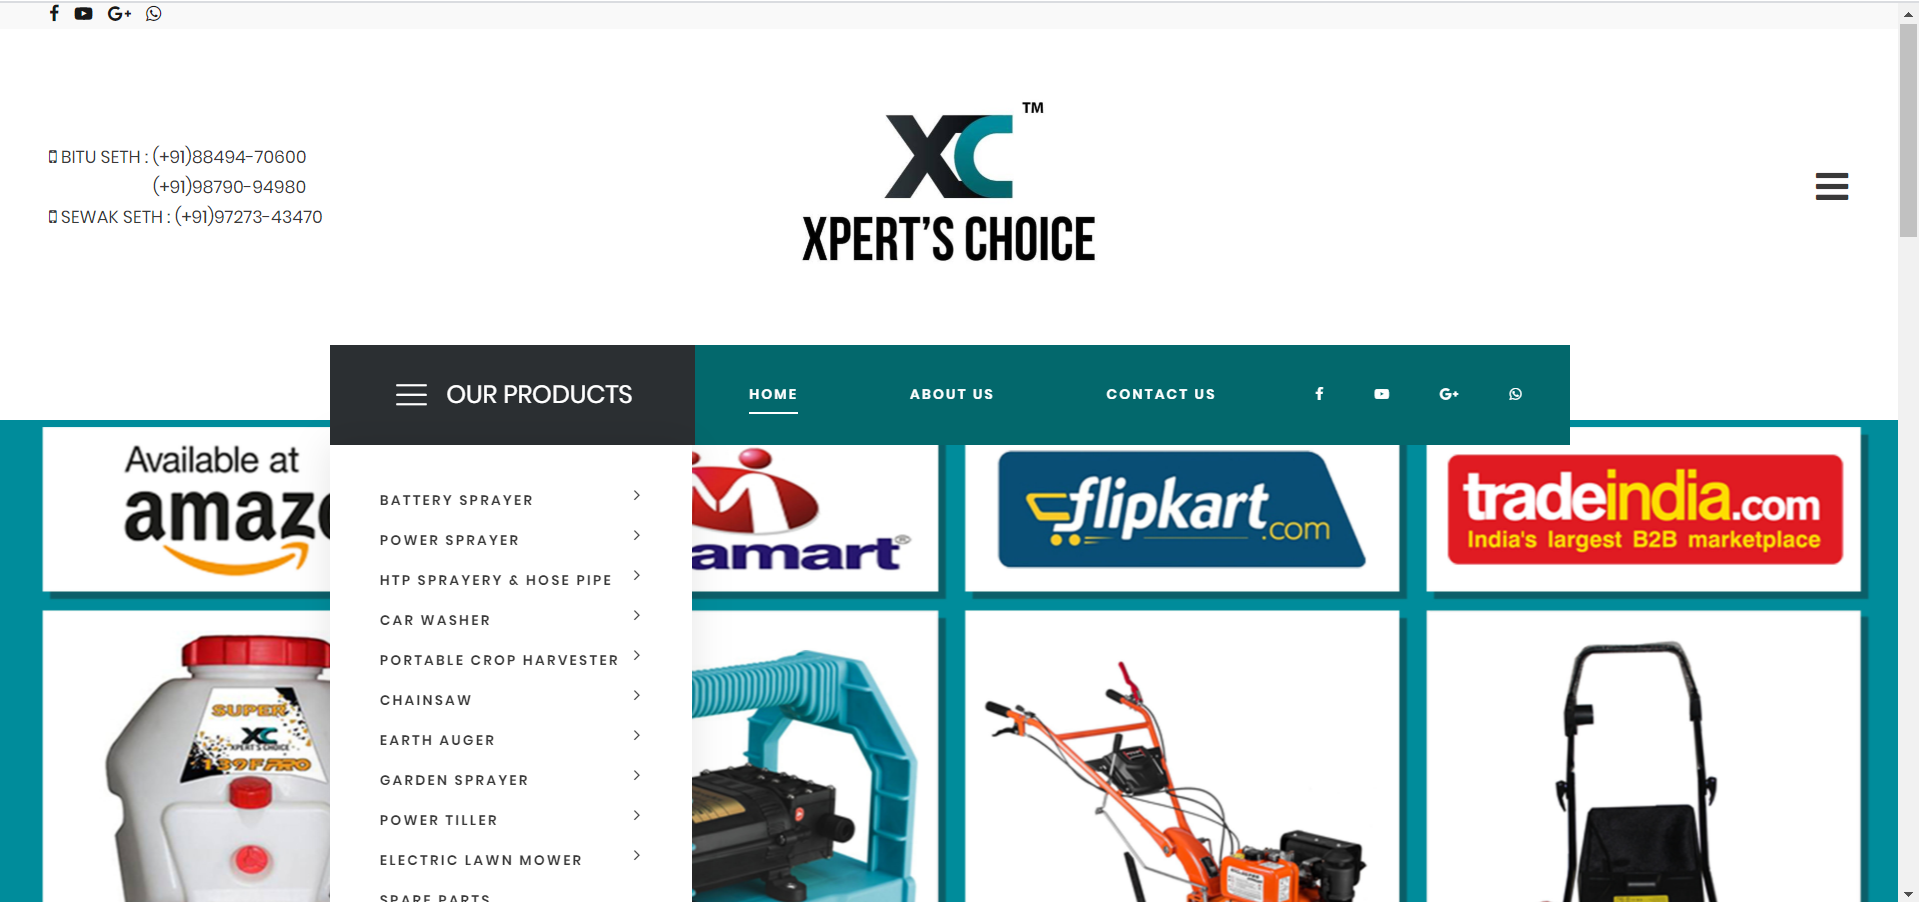 BITU SETH : (+91)88494-70600
(+91)98790-94980
SEWAK SETH : (+91)97273-43470
XC TM
XPERT'S CHOICE
OUR PRODUCTS
HOME
ABOUT US
CONTACT US
Available at
amazo
BATTERY SPRAYER
POWER SPRAYER
HTP SPRAYERY & HOSE PIPE
CAR WASHER
PORTABLE CROP HARVESTER
CHAINSAW
EARTH AUGER
GARDEN SPRAYER
POWER TILLER
ELECTRIC LAWN MOWER
SPARE PARTS
amart®
flipkart.com
tradeindia.com
India's largest B2B marketplace
SUPER
XC
XPERT'S CHOICE
139F PRO